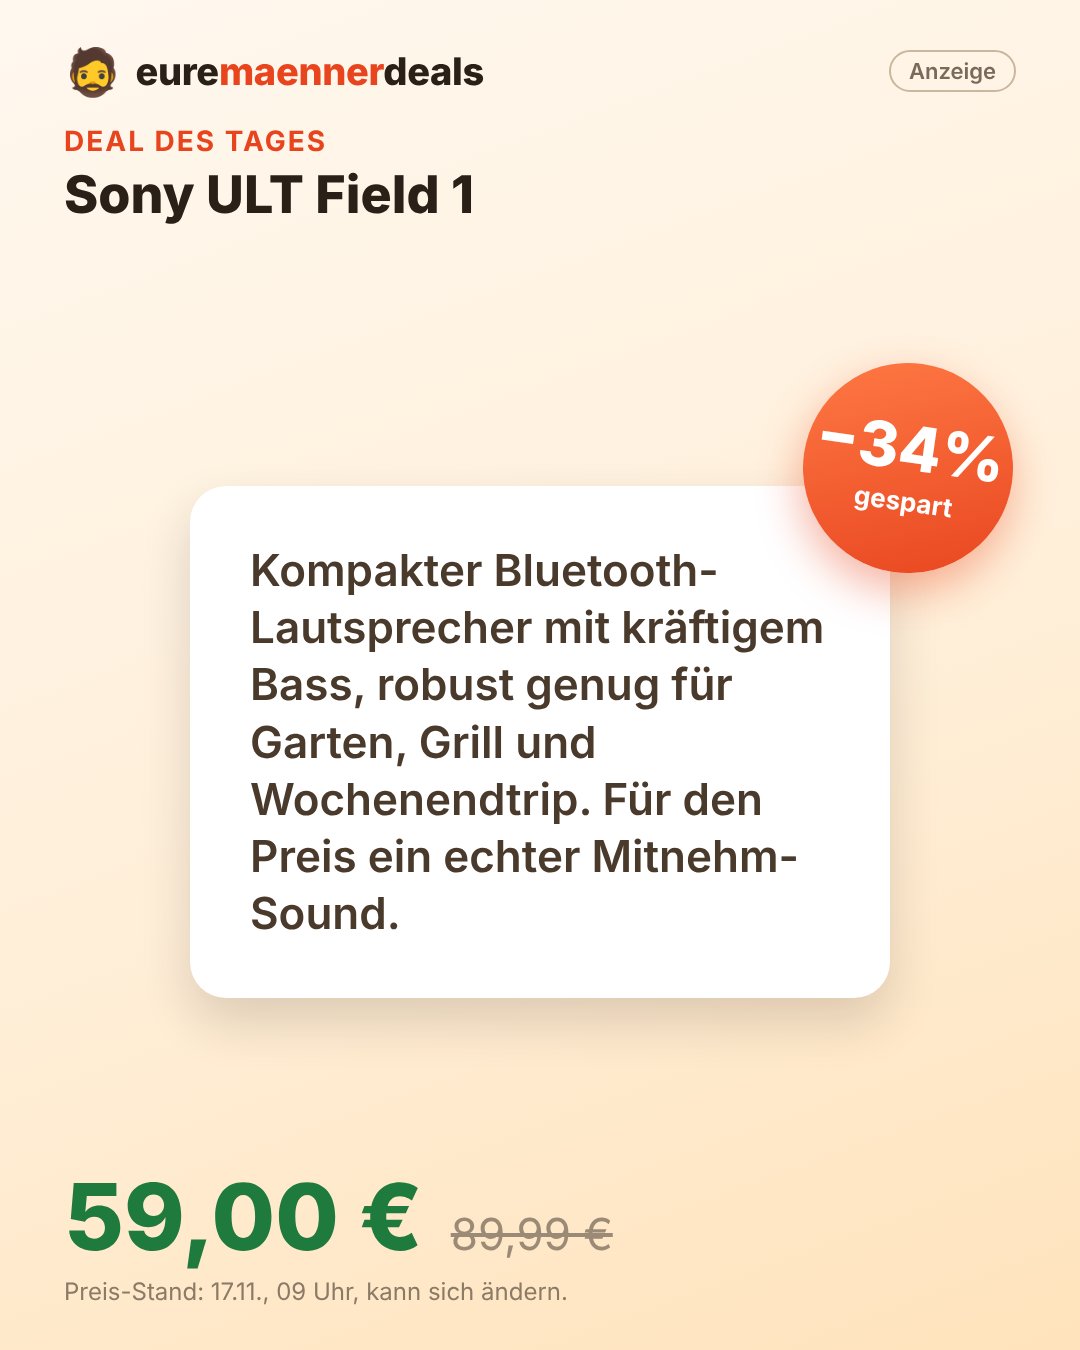 euremaennerdeals
Anzeige
DEAL DES TAGES
Sony ULT Field 1
−34%
gespart
Kompakter Bluetooth-
Lautsprecher mit kräftigem
Bass, robust genug für
Garten, Grill und
Wochenendtrip. Für den
Preis ein echter Mitnehm-
Sound.
59,00 € 89,99 €
Preis-Stand: 17.11., 09 Uhr, kann sich ändern.